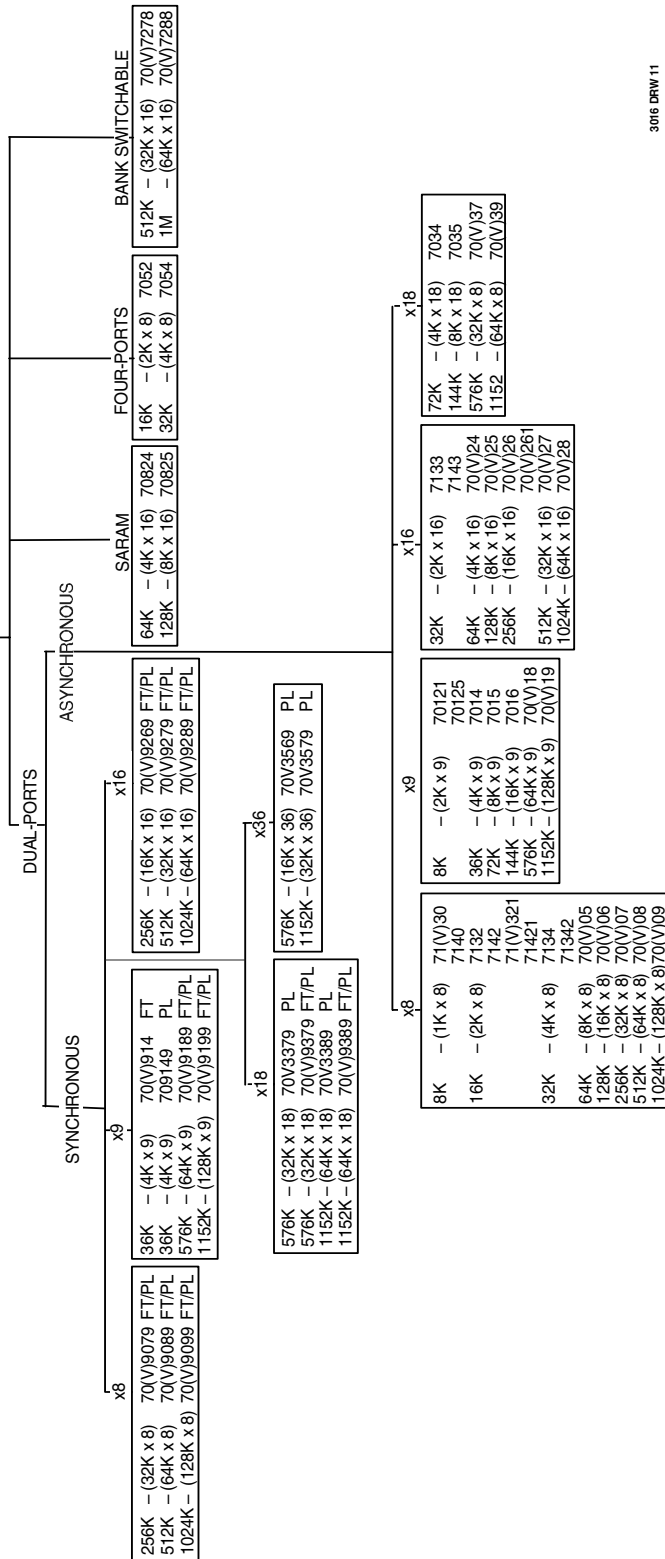 DUAL-PORTS
SYNCHRONOUS
x8
256K – (32K x 8) 70(V)9079 FT/PL
512K – (64K x 8) 70(V)9089 FT/PL
1024K – (128K x 8) 70(V)9099 FT/PL
x9
36K – (4K x 9) 70(V)914 FT
36K – (4K x 9) 709149 PL
576K – (64K x 9) 70(V)9189 FT/PL
1152K – (128K x 9) 70(V)9199 FT/PL
x16
256K – (16K x 16) 70(V)9269 FT/PL
512K – (32K x 16) 70(V)9279 FT/PL
1024K – (64K x 16) 70(V)9289 FT/PL
x18
576K – (32K x 18) 70V3379 PL
576K – (32K x 18) 70(V)9379 FT/PL
1152K – (64K x 18) 70V3389 PL
1152K – (64K x 18) 70(V)9389 FT/PL
x36
576K – (16K x 36) 70V3569 PL
1152K – (32K x 36) 70V3579 PL
ASYNCHRONOUS
x8
8K – (1K x 8) 71(V)30
7140
16K – (2K x 8) 7132
7142
71(V)321
71421
32K – (4K x 8) 7134
71342
64K – (8K x 8) 70(V)05
128K – (16K x 8) 70(V)06
256K – (32K x 8) 70(V)07
512K – (64K x 8) 70(V)08
1024K – (128K x 8) 70(V)09
x9
8K – (2K x 9) 70121
70125
36K – (4K x 9) 7014
72K – (8K x 9) 7015
144K – (16K x 9) 7016
576K – (64K x 9) 70(V)18
1152K – (128K x 9) 70(V)19
x16
32K – (2K x 16) 7133
7143
64K – (4K x 16) 70(V)24
128K – (8K x 16) 70(V)25
256K – (16K x 16) 70(V)26
70(V)261
512K – (32K x 16) 70(V)27
1024K – (64K x 16) 70V)28
x18
72K – (4K x 18) 7034
144K – (8K x 18) 7035
576K – (32K x 8) 70(V)37
1152 – (64K x 8) 70(V)39
SARAM
64K – (4K x 16) 70824
128K – (8K x 16) 70825
FOUR-PORTS
16K – (2K x 8) 7052
32K – (4K x 8) 7054
BANK SWITCHABLE
512K – (32K x 16) 70(V)7278
1M – (64K x 16) 70(V)7288
3016 DRW 11